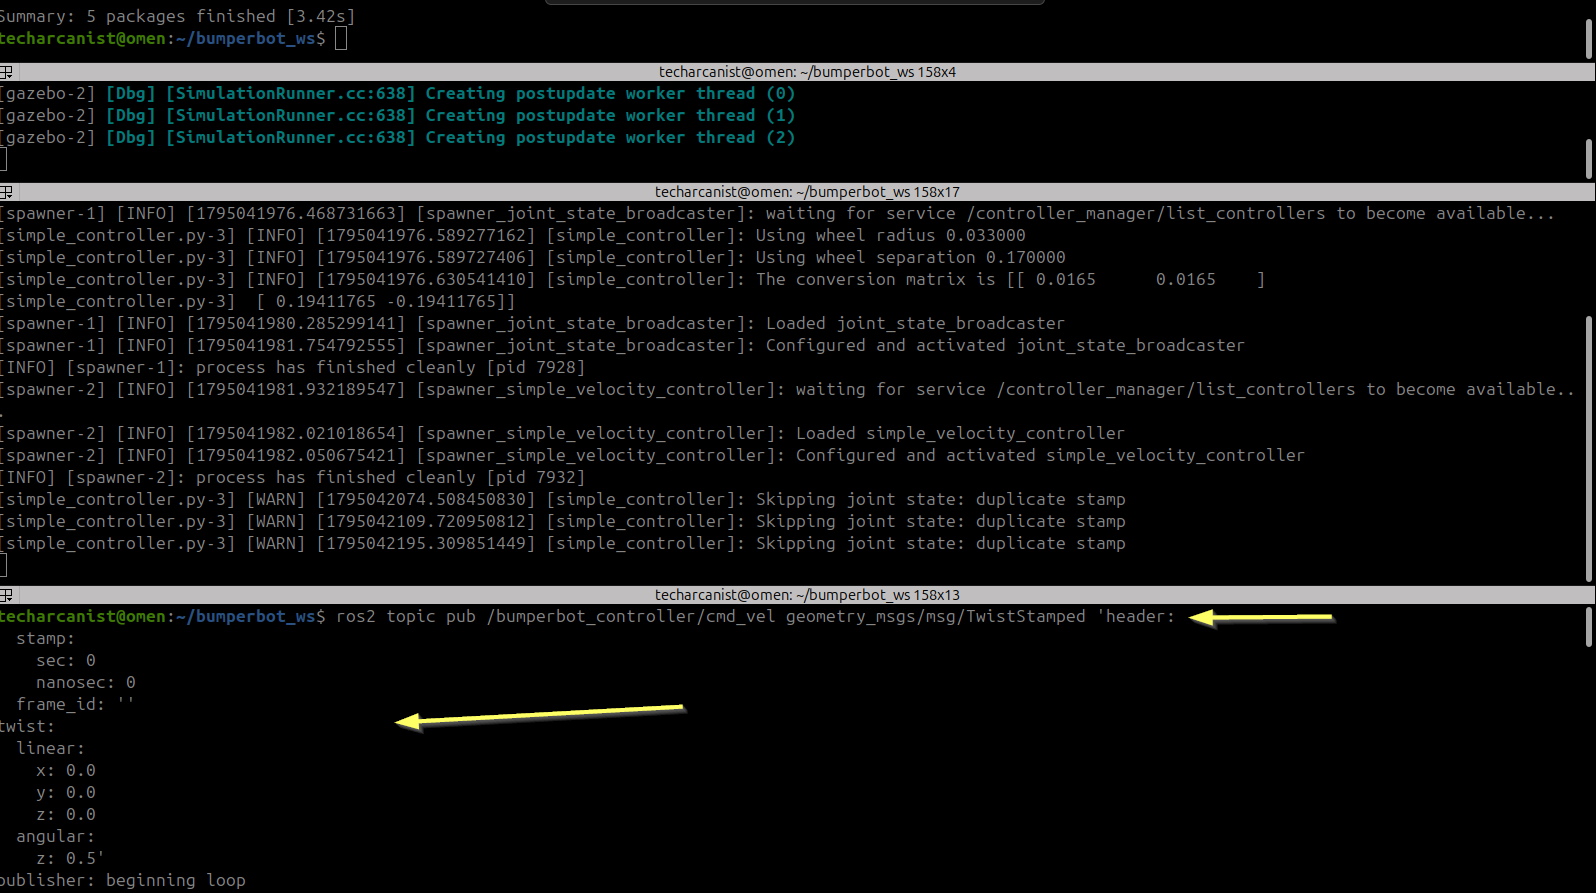 Summary: 5 packages finished [3.42s]
techarcanist@omen:~/bumperbot_ws$
techarcanist@omen: ~/bumperbot_ws 158x4
[gazebo-2] [Dbg] [SimulationRunner.cc:638] Creating postupdate worker thread (0)
[gazebo-2] [Dbg] [SimulationRunner.cc:638] Creating postupdate worker thread (1)
[gazebo-2] [Dbg] [SimulationRunner.cc:638] Creating postupdate worker thread (2)
techarcanist@omen: ~/bumperbot_ws 158x17
[spawner-1] [INFO] [1795041976.468731663] [spawner_joint_state_broadcaster]: waiting for service /controller_manager/list_controllers to become available...
[simple_controller.py-3] [INFO] [1795041976.589277162] [simple_controller]: Using wheel radius 0.033000
[simple_controller.py-3] [INFO] [1795041976.589727406] [simple_controller]: Using wheel separation 0.170000
[simple_controller.py-3] [INFO] [1795041976.630541410] [simple_controller]: The conversion matrix is [[ 0.0165      0.0165    ]
[simple_controller.py-3]  [ 0.19411765 -0.19411765]]
[spawner-1] [INFO] [1795041980.285299141] [spawner_joint_state_broadcaster]: Loaded joint_state_broadcaster
[spawner-1] [INFO] [1795041981.754792555] [spawner_joint_state_broadcaster]: Configured and activated joint_state_broadcaster
[INFO] [spawner-1]: process has finished cleanly [pid 7928]
[spawner-2] [INFO] [1795041981.932189547] [spawner_simple_velocity_controller]: waiting for service /controller_manager/list_controllers to become available..
.
[spawner-2] [INFO] [1795041982.021018654] [spawner_simple_velocity_controller]: Loaded simple_velocity_controller
[spawner-2] [INFO] [1795041982.050675421] [spawner_simple_velocity_controller]: Configured and activated simple_velocity_controller
[INFO] [spawner-2]: process has finished cleanly [pid 7932]
[simple_controller.py-3] [WARN] [1795042074.508450830] [simple_controller]: Skipping joint state: duplicate stamp
[simple_controller.py-3] [WARN] [1795042109.720950812] [simple_controller]: Skipping joint state: duplicate stamp
[simple_controller.py-3] [WARN] [1795042195.309851449] [simple_controller]: Skipping joint state: duplicate stamp
techarcanist@omen: ~/bumperbot_ws 158x13
techarcanist@omen:~/bumperbot_ws$ ros2 topic pub /bumperbot_controller/cmd_vel geometry_msgs/msg/TwistStamped 'header:
  stamp:
    sec: 0
    nanosec: 0
  frame_id: ''
twist:
  linear:
    x: 0.0
    y: 0.0
    z: 0.0
  angular:
    z: 0.5'
publisher: beginning loop